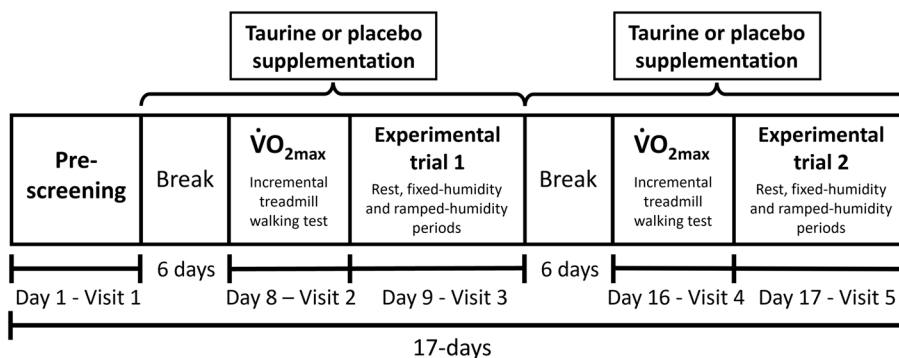 Taurine or placebo
supplementation
Taurine or placebo
supplementation
Pre-
screening
Break
V̇O2max
Incremental
treadmill
walking test
Experimental
trial 1
Rest, fixed-humidity
and ramped-humidity
periods
Break
V̇O2max
Incremental
treadmill
walking test
Experimental
trial 2
Rest, fixed-humidity
and ramped-humidity
periods
6 days
6 days
Day 1 - Visit 1
Day 8 – Visit 2
Day 9 - Visit 3
Day 16 - Visit 4
Day 17 - Visit 5
17-days